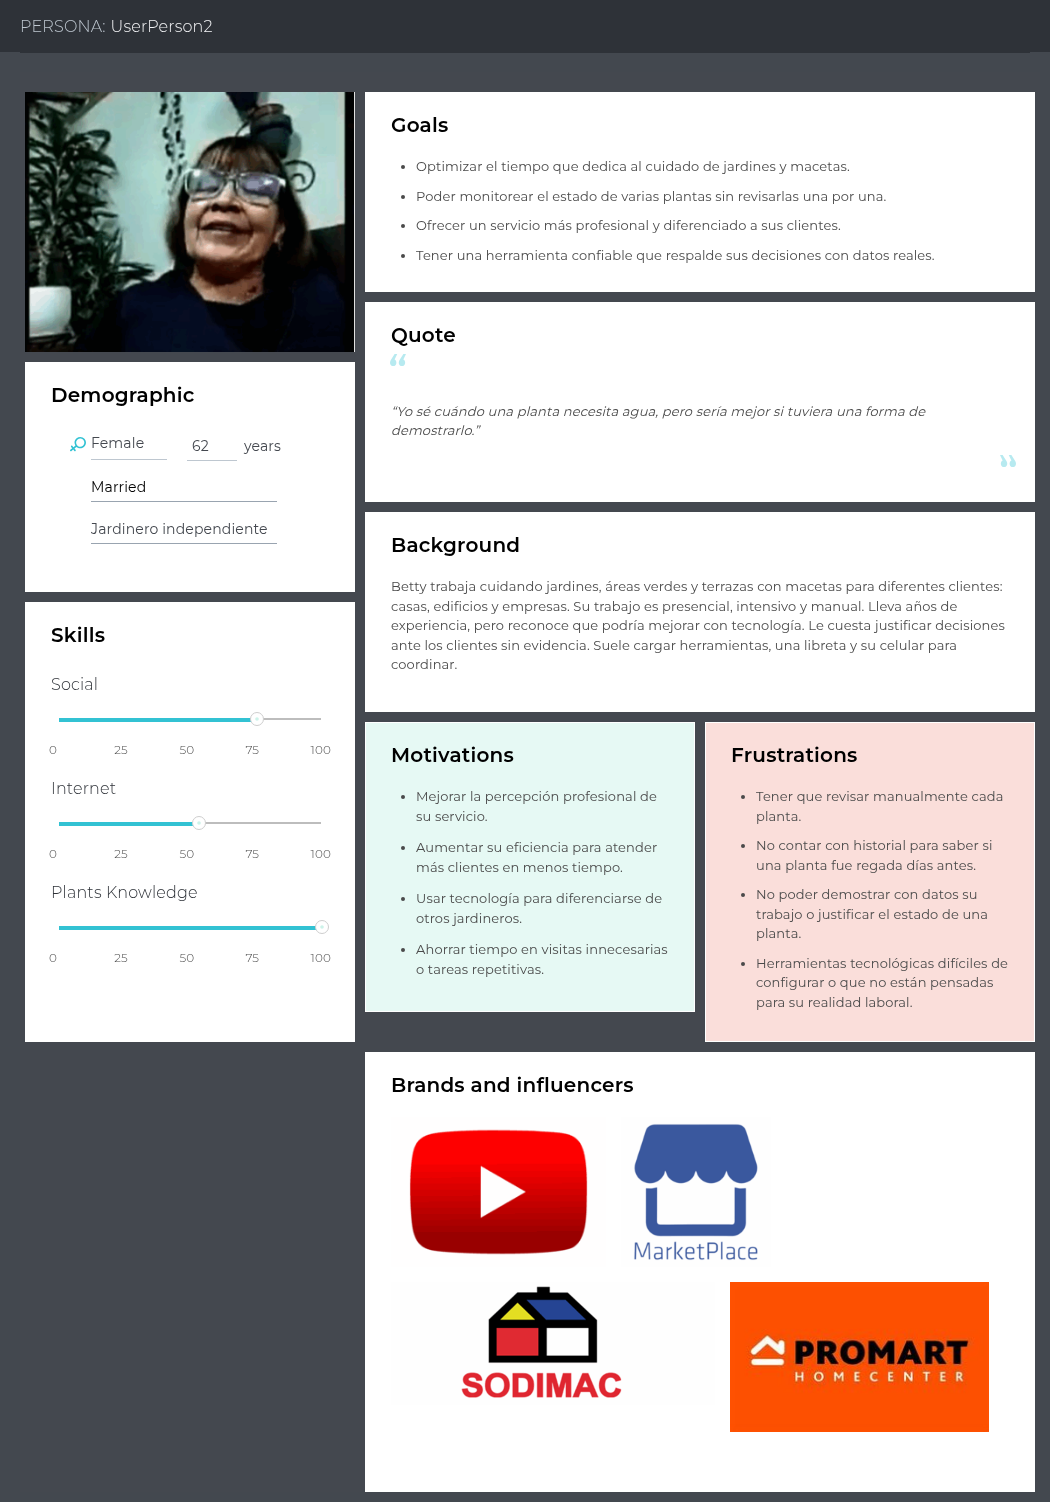 PERSONA: UserPerson2
Goals
Optimizar el tiempo que dedica al cuidado de jardines y macetas.
Poder monitorear el estado de varias plantas sin revisarlas una por una.
Ofrecer un servicio más profesional y diferenciado a sus clientes.
Tener una herramienta confiable que respalde sus decisiones con datos reales.
Quote
“
“Yo sé cuándo una planta necesita agua, pero sería mejor si tuviera una forma de
demostrarlo.”
”
Demographic
Female 62 years
Married
Jardinero independiente
Background
Betty trabaja cuidando jardines, áreas verdes y terrazas con macetas para diferentes clientes:
casas, edificios y empresas. Su trabajo es presencial, intensivo y manual. Lleva años de
experiencia, pero reconoce que podría mejorar con tecnología. Le cuesta justificar decisiones
ante los clientes sin evidencia. Suele cargar herramientas, una libreta y su celular para
coordinar.
Skills
Social
0 25 50 75 100
Internet
0 25 50 75 100
Plants Knowledge
0 25 50 75 100
Motivations
Mejorar la percepción profesional de
su servicio.
Aumentar su eficiencia para atender
más clientes en menos tiempo.
Usar tecnología para diferenciarse de
otros jardineros.
Ahorrar tiempo en visitas innecesarias
o tareas repetitivas.
Frustrations
Tener que revisar manualmente cada
planta.
No contar con historial para saber si
una planta fue regada días antes.
No poder demostrar con datos su
trabajo o justificar el estado de una
planta.
Herramientas tecnológicas difíciles de
configurar o que no están pensadas
para su realidad laboral.
Brands and influencers
MarketPlace
SODIMAC
PROMART
HOMECENTER